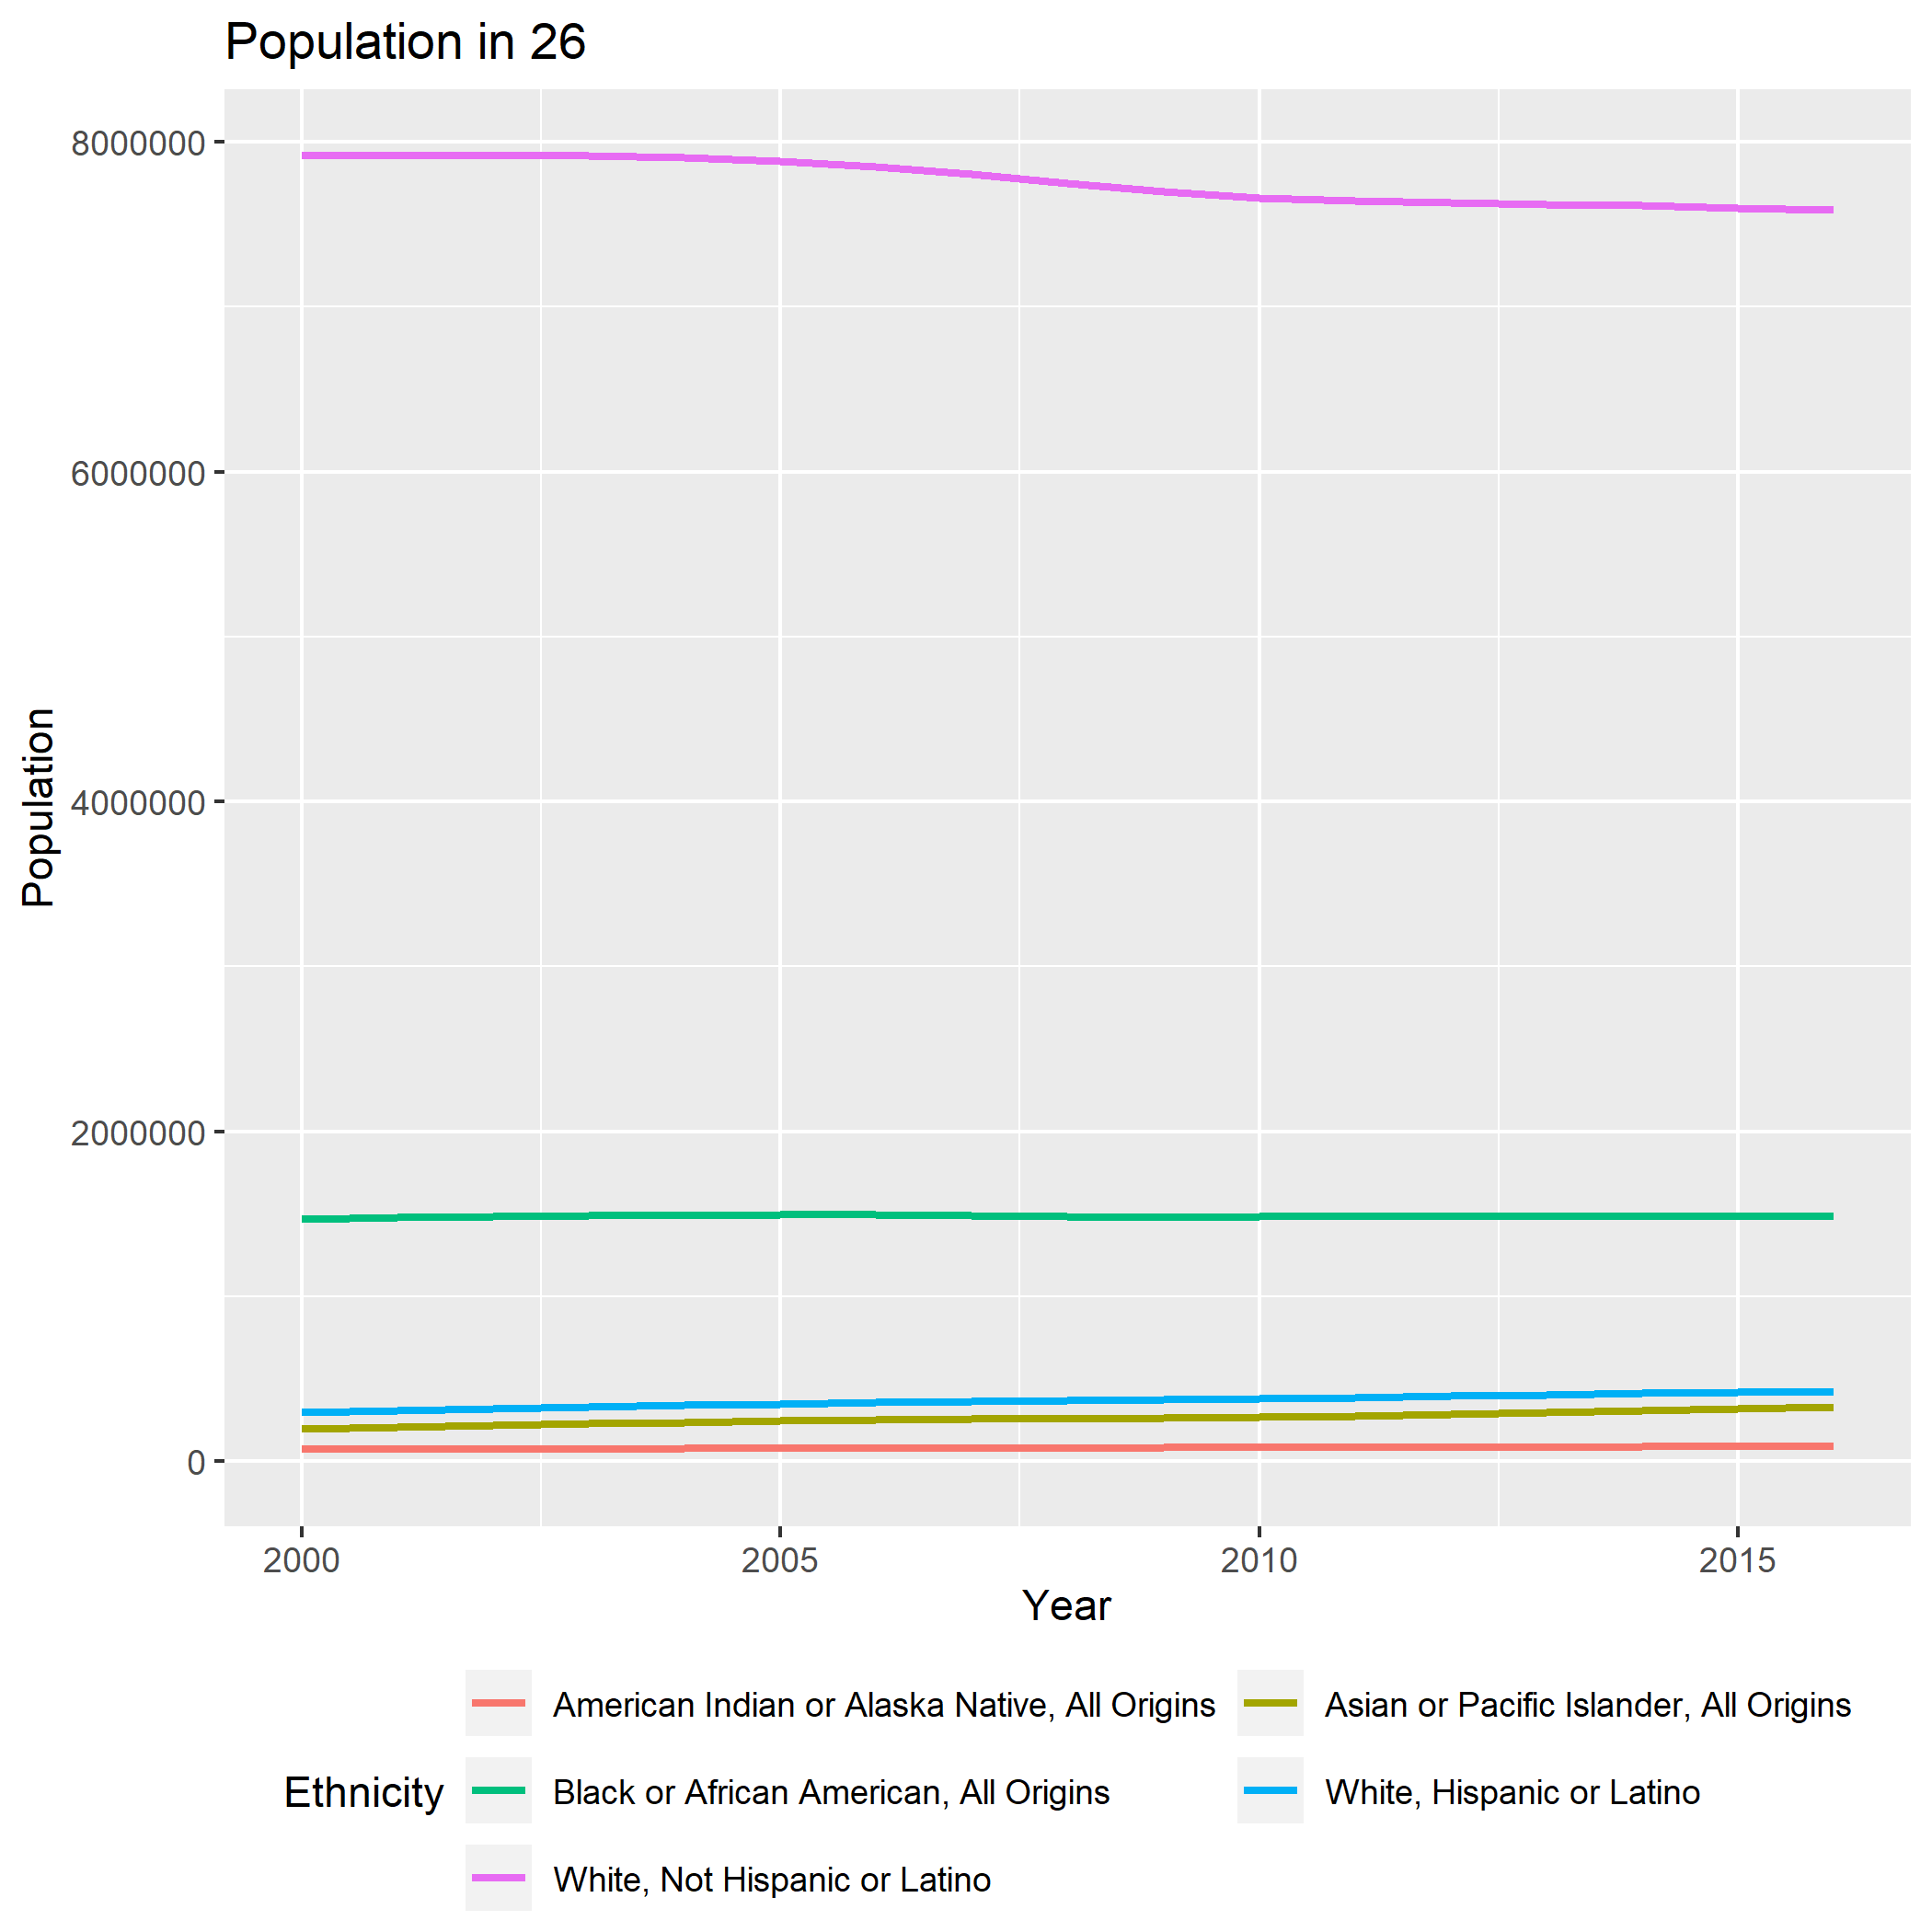 Population in 26
8000000
6000000
4000000
2000000
0
Population
2000 2005 2010 2015
Year
Ethnicity
American Indian or Alaska Native, All Origins
Asian or Pacific Islander, All Origins
Black or African American, All Origins
White, Hispanic or Latino
White, Not Hispanic or Latino